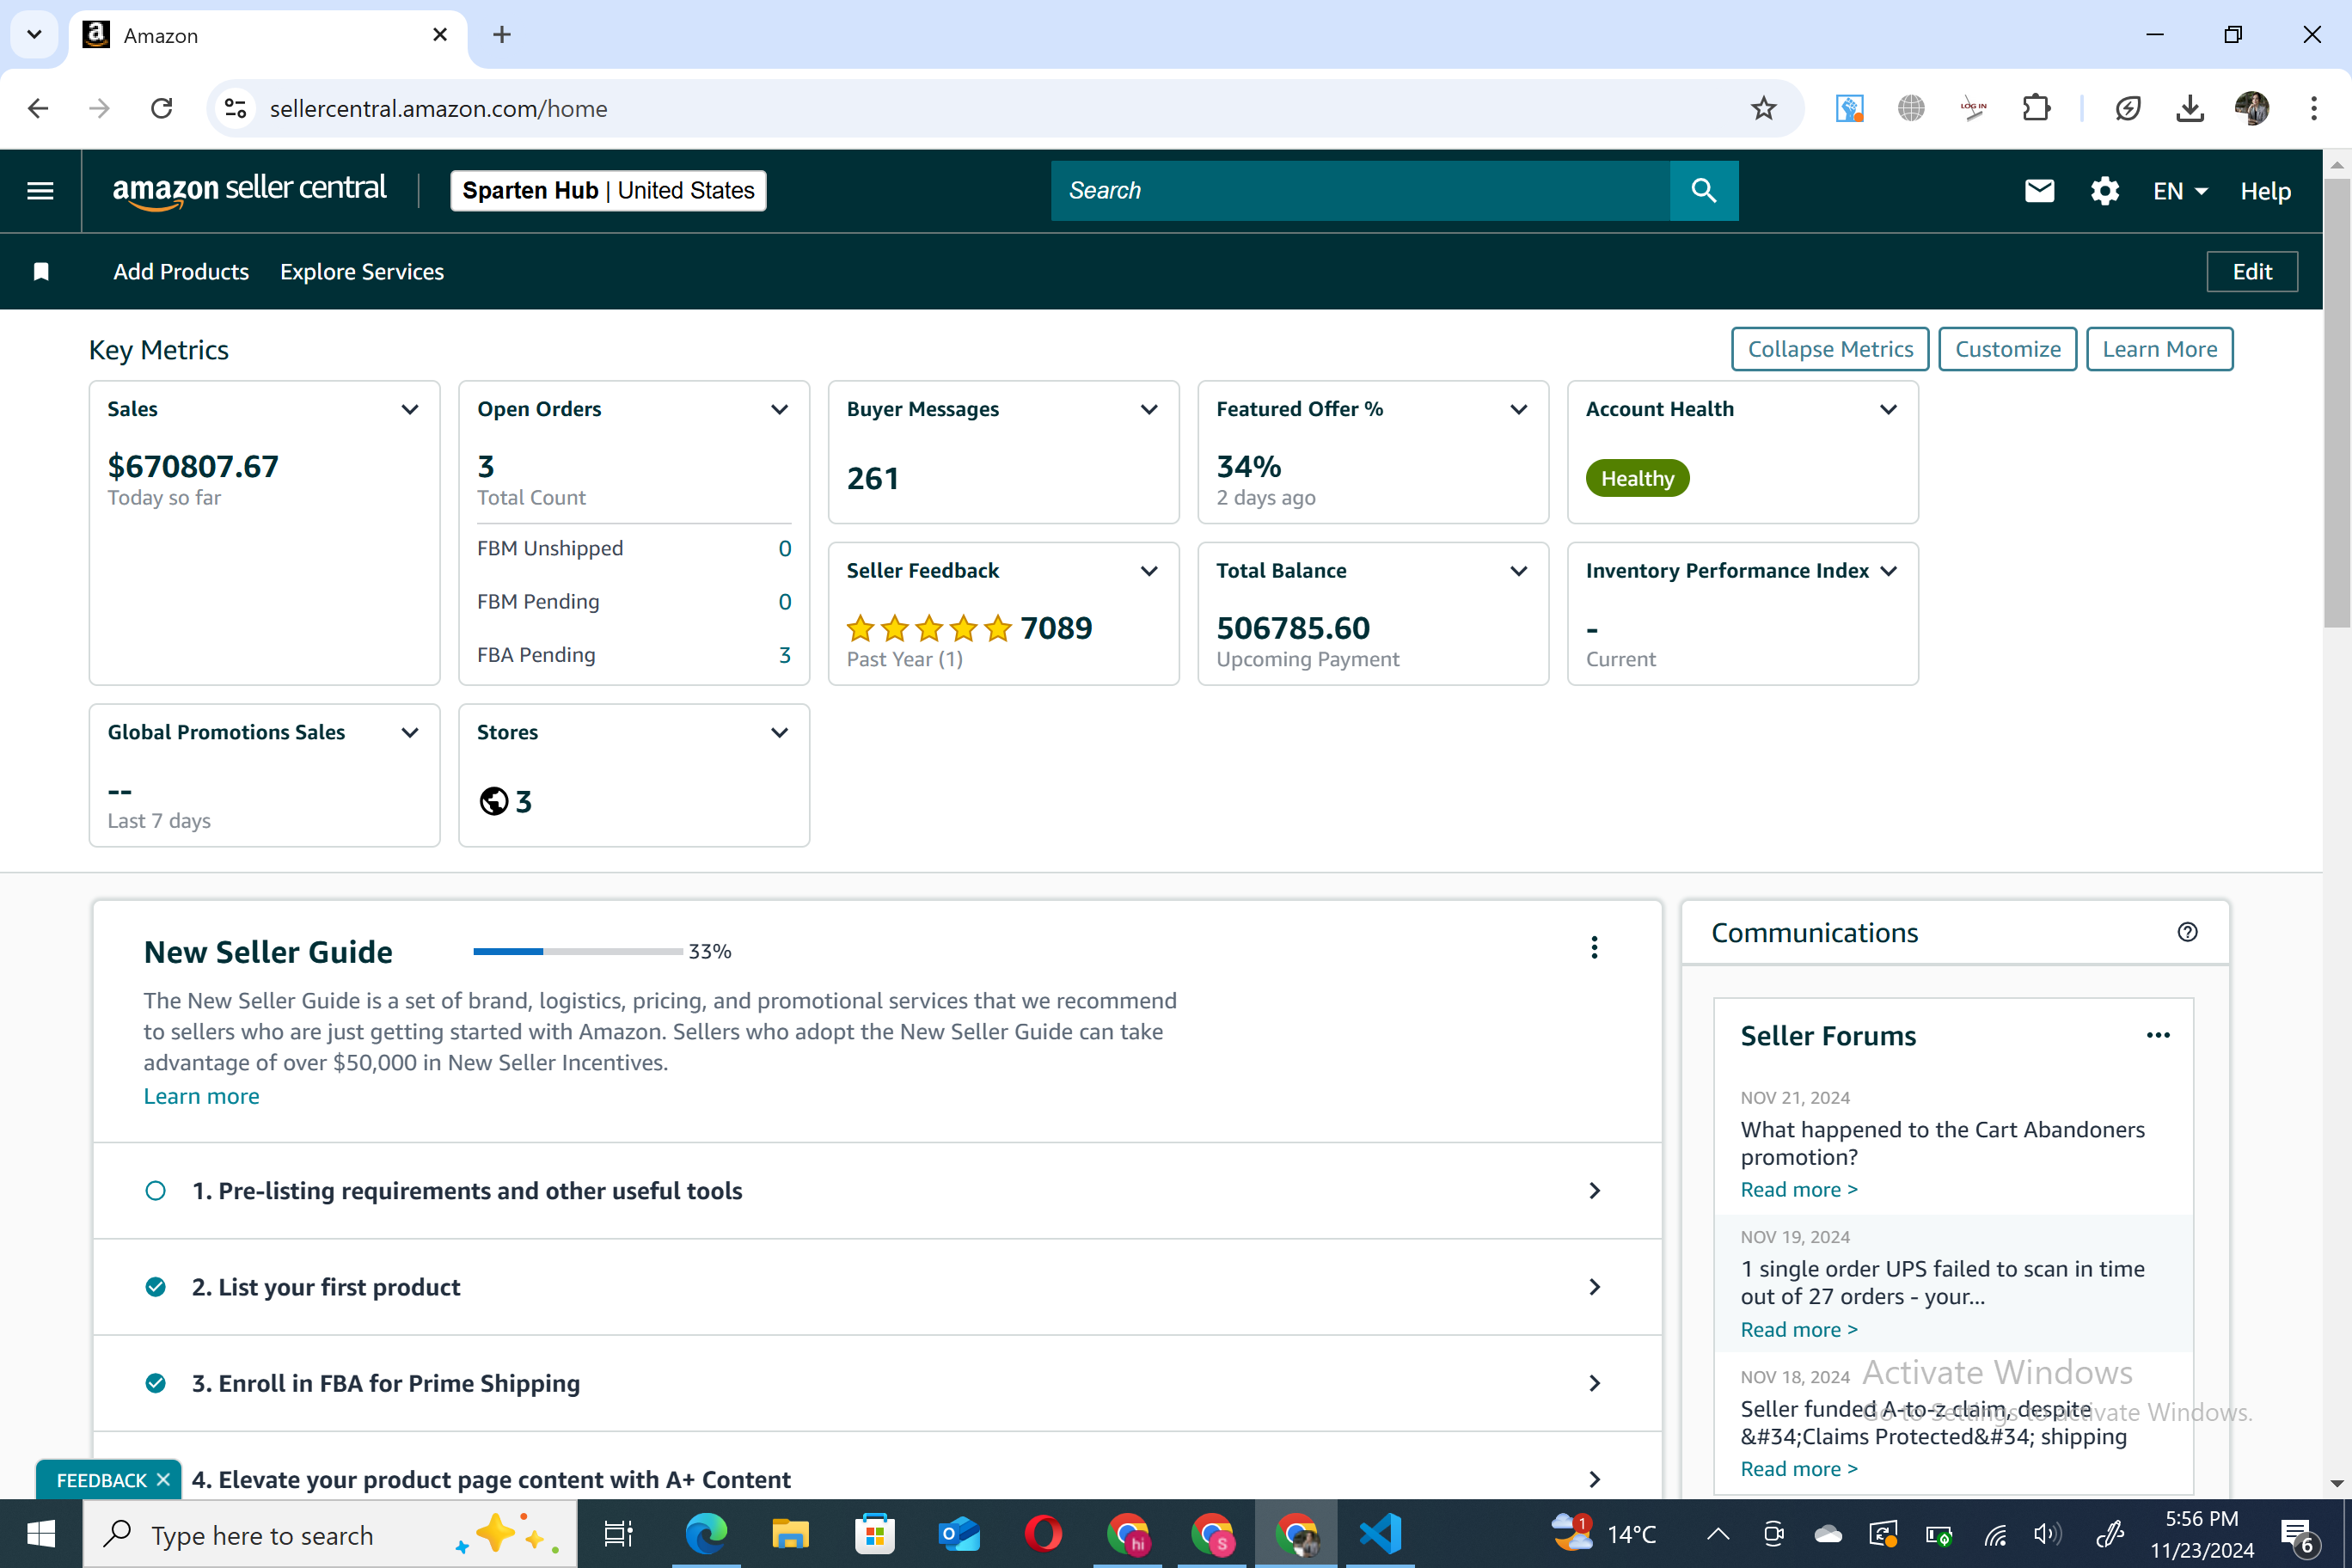 Amazon
sellercentral.amazon.com/home
LOG IN
amazon seller central
Sparten Hub | United States
Search
EN
Help
Add Products
Explore Services
Edit
Key Metrics
Collapse Metrics
Customize
Learn More
Sales
$670807.67
Today so far
Open Orders
3
Total Count
FBM Unshipped 0
FBM Pending 0
FBA Pending 3
Buyer Messages
261
Featured Offer %
34%
2 days ago
Account Health
Healthy
Seller Feedback
7089
Past Year (1)
Total Balance
506785.60
Upcoming Payment
Inventory Performance Index
-
Current
Global Promotions Sales
--
Last 7 days
Stores
3
New Seller Guide
33%
The New Seller Guide is a set of brand, logistics, pricing, and promotional services that we recommend
to sellers who are just getting started with Amazon. Sellers who adopt the New Seller Guide can take
advantage of over $50,000 in New Seller Incentives.
Learn more
1. Pre-listing requirements and other useful tools
2. List your first product
3. Enroll in FBA for Prime Shipping
4. Elevate your product page content with A+ Content
FEEDBACK
Communications
Seller Forums
NOV 21, 2024
What happened to the Cart Abandoners
promotion?
Read more >
NOV 19, 2024
1 single order UPS failed to scan in time
out of 27 orders - your...
Read more >
NOV 18, 2024
Seller funded A-to-z claim, despite
&#34;Claims Protected&#34; shipping
Read more >
Activate Windows
Go to Settings to activate Windows.
Type here to search
hi
S
1
14°C
5:56 PM
11/23/2024
6